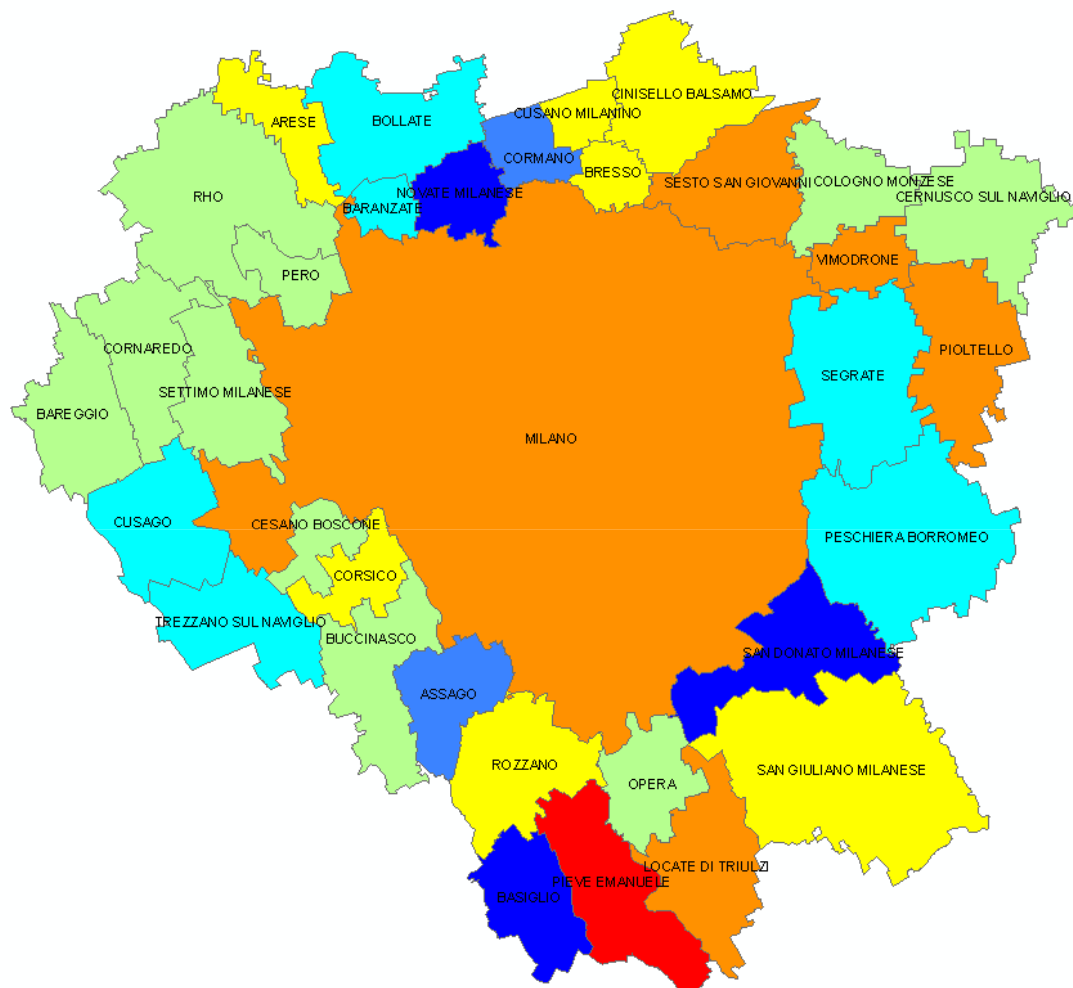 CINISELLO BALSAMO
CUSANO MILANINO
ARESE
BOLLATE
CORMANO
BRESSO
SESTO SAN GIOVANNI
COLOGNO MONZESE
RHO
NOVATE MILANESE
CERNUSCO SUL NAVIGLIO
BARANZATE
VIMODRONE
PERO
CORNAREDO
PIOLTELLO
SEGRATE
SETTIMO MILANESE
BAREGGIO
MILANO
CUSAGO
CESANO BOSCONE
PESCHIERA BORROMEO
CORSICO
TREZZANO SUL NAVIGLIO
BUCCINASCO
SAN DONATO MILANESE
ASSAGO
ROZZANO
SAN GIULIANO MILANESE
OPERA
LOCATE DI TRIULZI
PIEVE EMANUELE
BASIGLIO